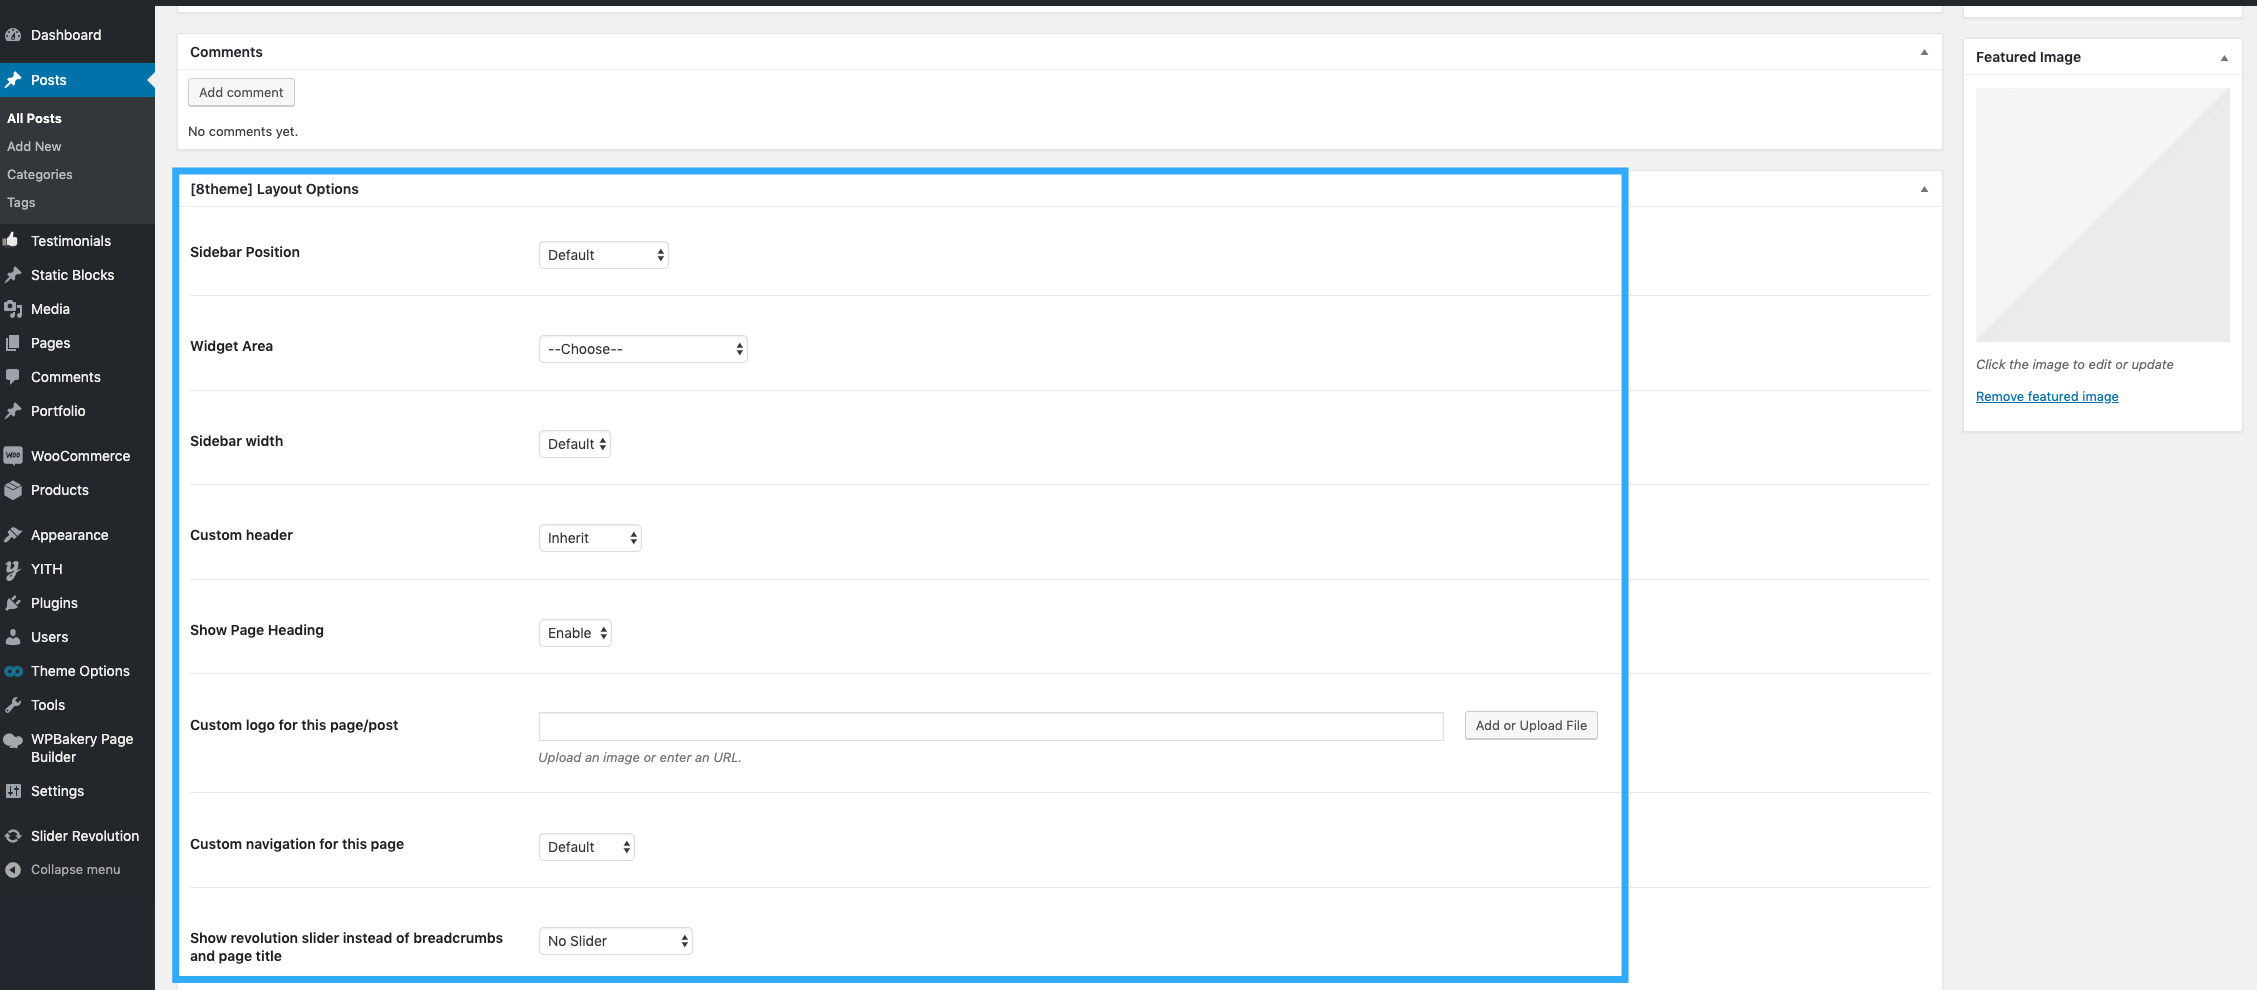 Dashboard
Posts
All Posts
Add New
Categories
Tags
Testimonials
Static Blocks
Media
Pages
Comments
Portfolio
WOO
WooCommerce
Products
Appearance
YITH
Plugins
Users
Theme Options
Tools
WPBakery Page
Builder
Settings
Slider Revolution
Collapse menu
Comments
Add comment
No comments yet.
[8theme] Layout Options
Sidebar Position
Default
Widget Area
--Choose--
Sidebar width
Default
Custom header
Inherit
Show Page Heading
Enable
Custom logo for this page/post
Add or Upload File
Upload an image or enter an URL.
Custom navigation for this page
Default
Show revolution slider instead of breadcrumbs
and page title
No Slider
Featured Image
Click the image to edit or update
Remove featured image